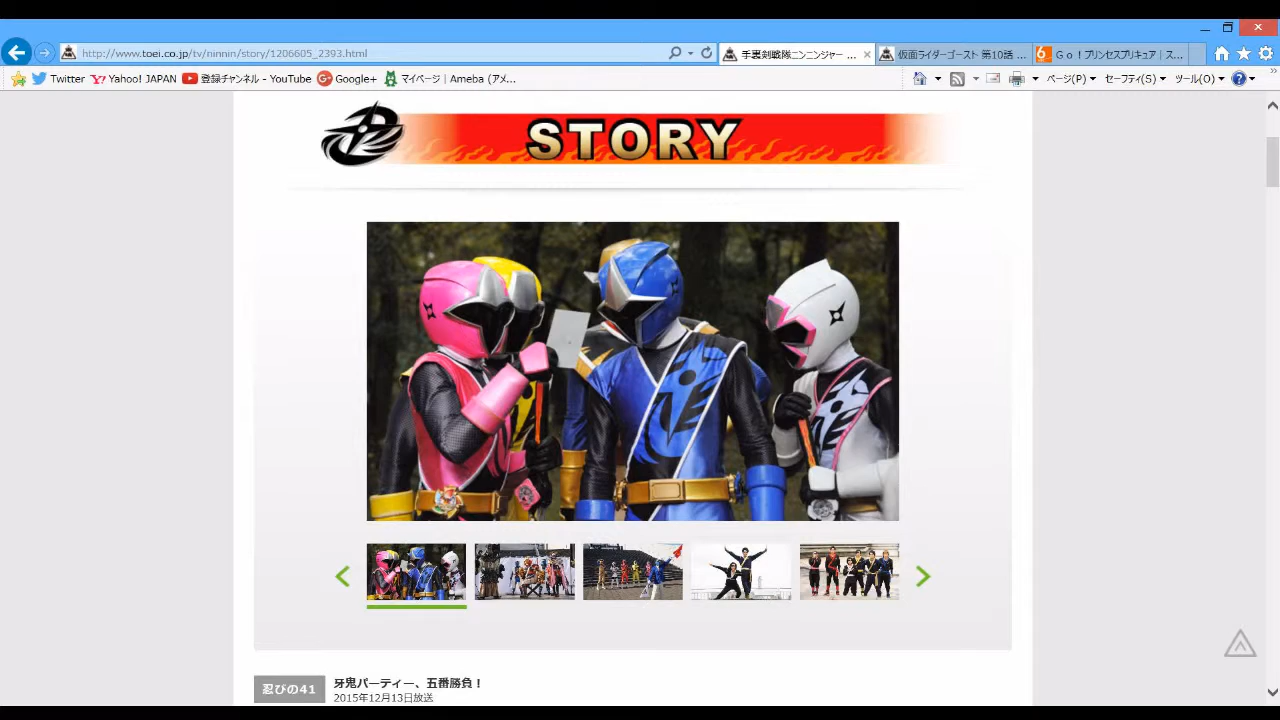 http://www.toei.co.jp/tv/ninnin/story/1206605_2393.html
手裏剣戦隊ニンニンジャー ...
仮面ライダーゴースト 第10話 ...
Ｇｏ！プリンセスプリキュア｜ス...
Twitter
Yahoo! JAPAN
登録チャンネル - YouTube
Google+
マイページ｜Ameba (アメ...
ページ(P)
セーフティ(S)
ツール(O)
STORY
忍びの41
牙鬼パーティー、五番勝負！
2015年12月13日放送